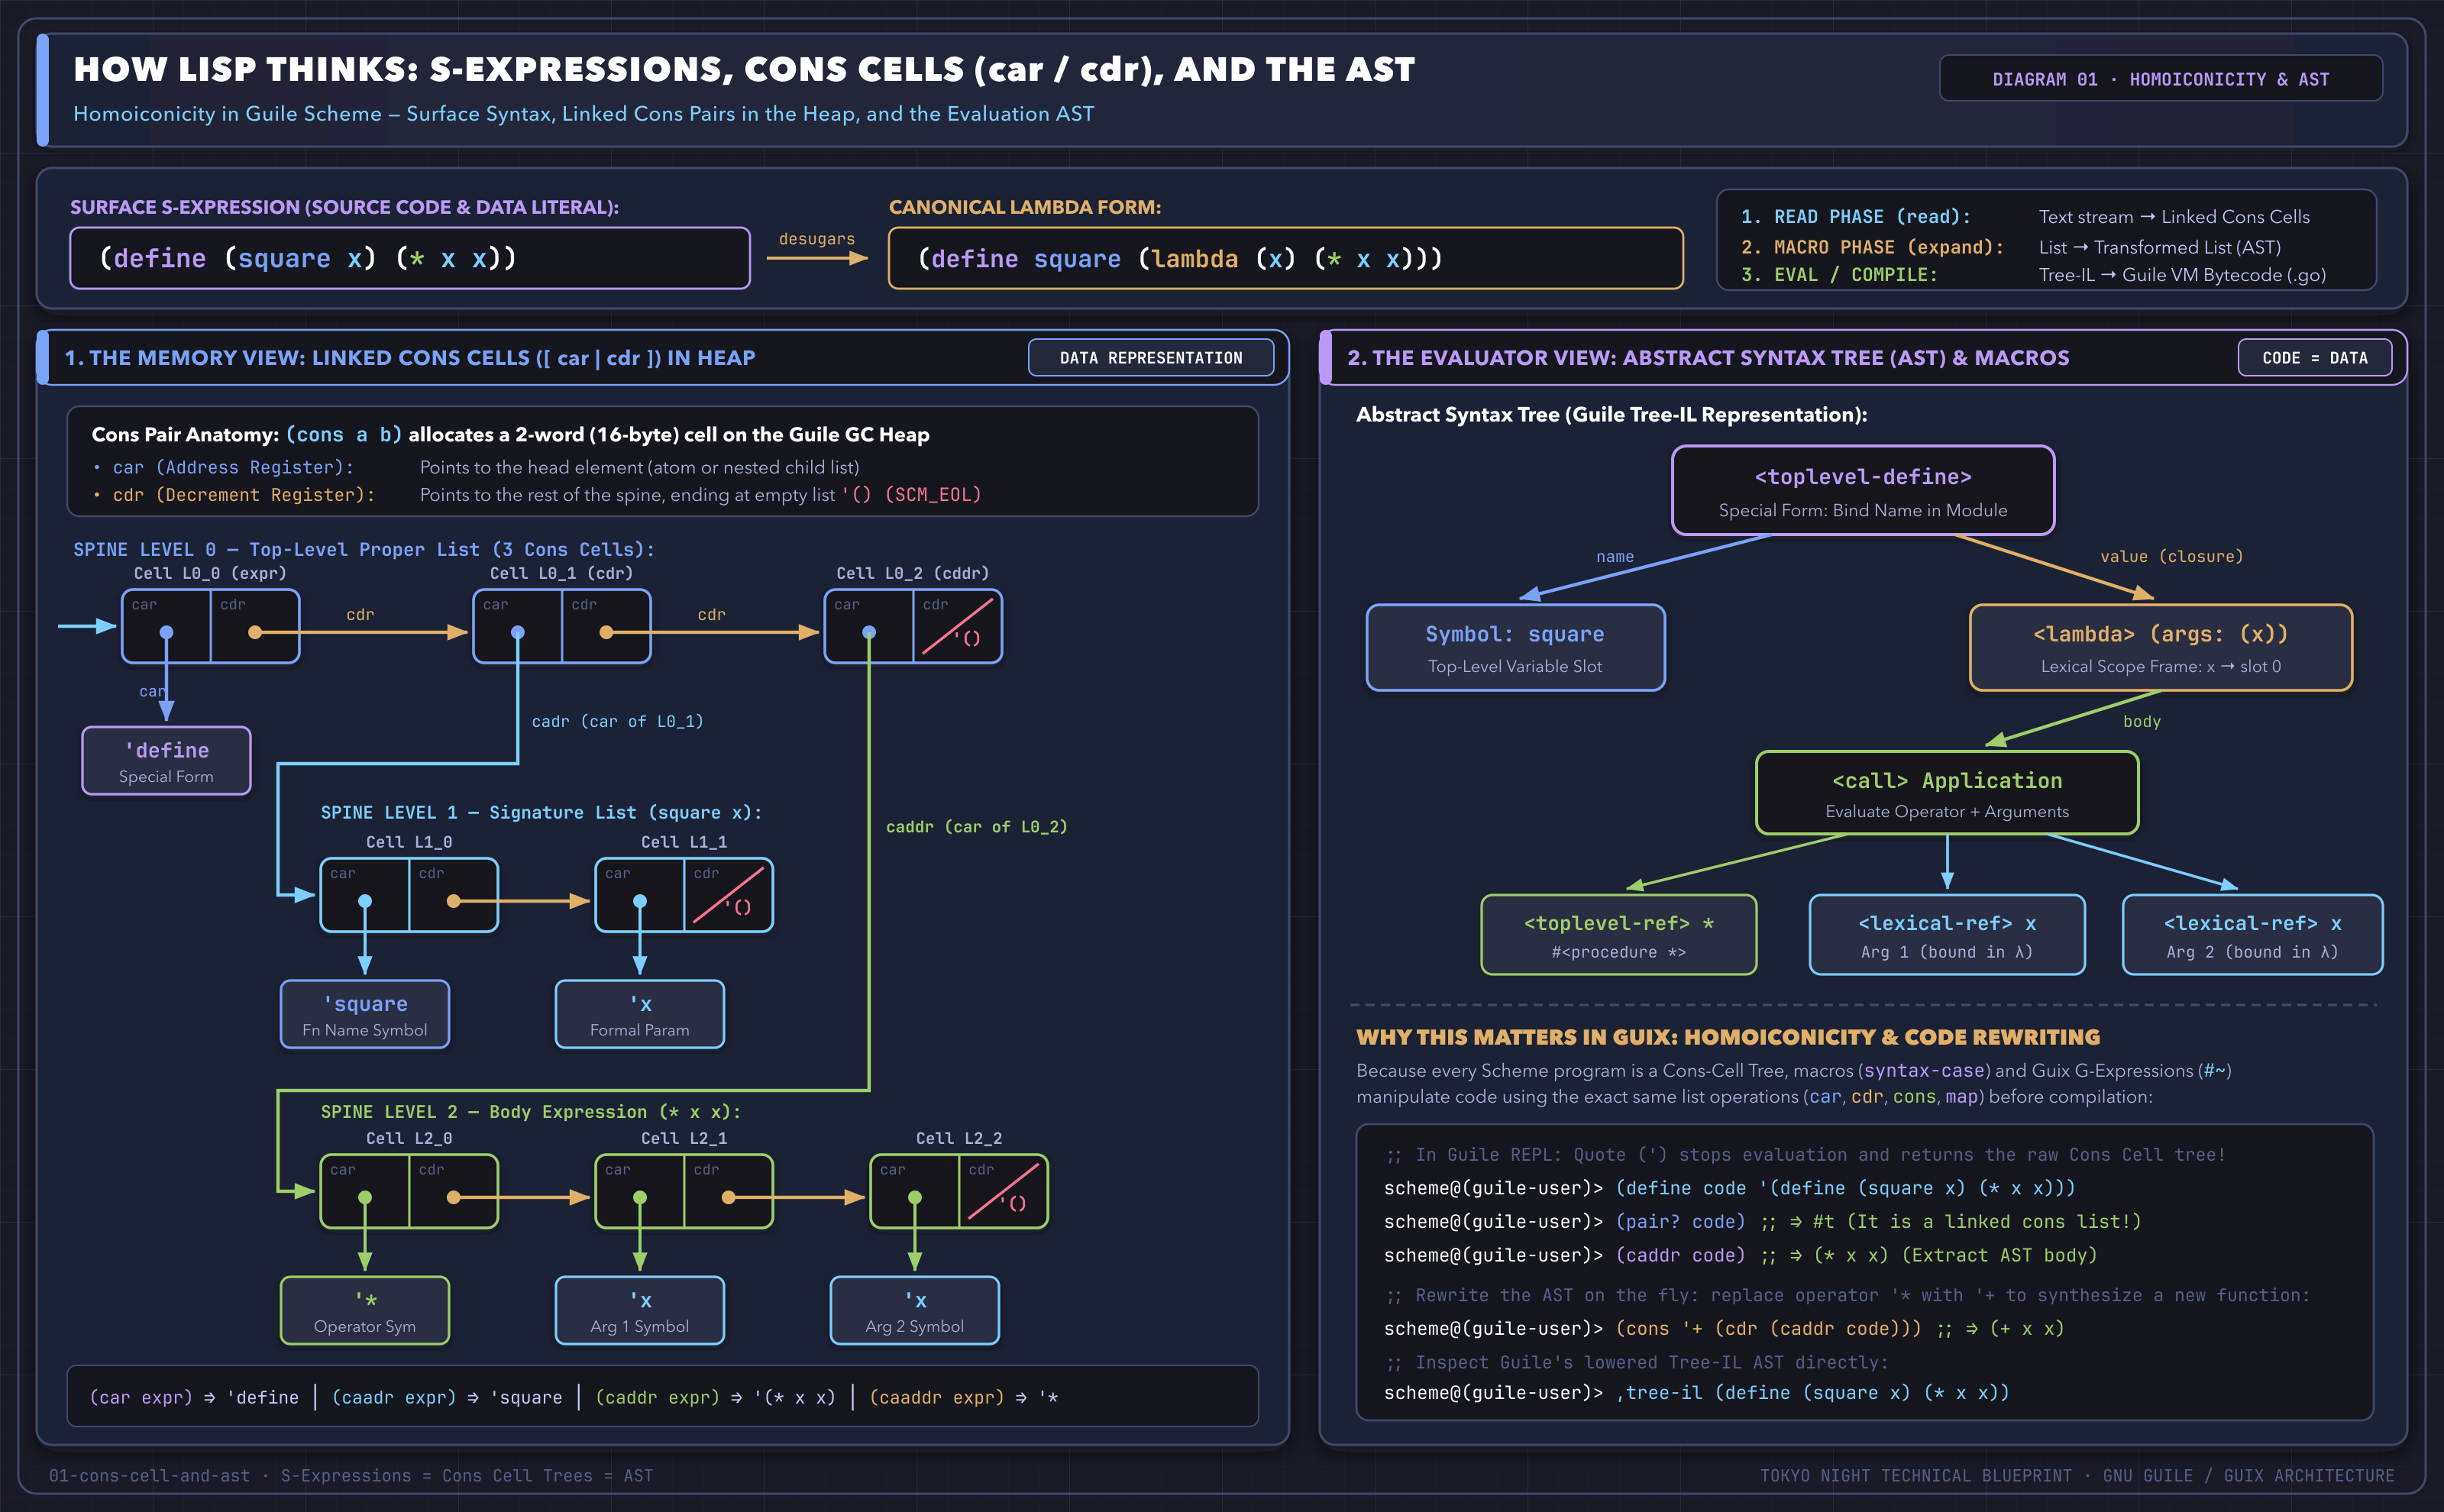 HOW LISP THINKS: S-EXPRESSIONS, CONS CELLS (car / cdr), AND THE AST
Homoiconicity in Guile Scheme — Surface Syntax, Linked Cons Pairs in the Heap, and the Evaluation AST
DIAGRAM 01 · HOMOICONICITY & AST
SURFACE S-EXPRESSION (SOURCE CODE & DATA LITERAL):
(define (square x) (* x x))
desugars
CANONICAL LAMBDA FORM:
(define square (lambda (x) (* x x)))
1. READ PHASE (read): Text stream → Linked Cons Cells
2. MACRO PHASE (expand): List → Transformed List (AST)
3. EVAL / COMPILE: Tree-IL → Guile VM Bytecode (.go)
1. THE MEMORY VIEW: LINKED CONS CELLS ([ car | cdr ]) IN HEAP
DATA REPRESENTATION
Cons Pair Anatomy: (cons a b) allocates a 2-word (16-byte) cell on the Guile GC Heap
• car (Address Register): Points to the head element (atom or nested child list)
• cdr (Decrement Register): Points to the rest of the spine, ending at empty list '() (SCM_EOL)
SPINE LEVEL 0 — Top-Level Proper List (3 Cons Cells):
Cell L0_0 (expr) Cell L0_1 (cdr) Cell L0_2 (cddr)
car cdr cdr car cdr cdr car cdr '()
car
'define
Special Form
cadr (car of L0_1)
SPINE LEVEL 1 — Signature List (square x):
caddr (car of L0_2)
Cell L1_0 Cell L1_1
car cdr car cdr '()
'square 'x
Fn Name Symbol Formal Param
SPINE LEVEL 2 — Body Expression (* x x):
Cell L2_0 Cell L2_1 Cell L2_2
car cdr car cdr car cdr '()
'* 'x 'x
Operator Sym Arg 1 Symbol Arg 2 Symbol
(car expr) ⇒ 'define │ (caadr expr) ⇒ 'square │ (caddr expr) ⇒ '(* x x) │ (caaddr expr) ⇒ '*
2. THE EVALUATOR VIEW: ABSTRACT SYNTAX TREE (AST) & MACROS
CODE = DATA
Abstract Syntax Tree (Guile Tree-IL Representation):
<toplevel-define>
Special Form: Bind Name in Module
name value (closure)
Symbol: square
Top-Level Variable Slot
<lambda> (args: (x))
Lexical Scope Frame: x → slot 0
body
<call> Application
Evaluate Operator + Arguments
<toplevel-ref> * <lexical-ref> x <lexical-ref> x
#<procedure *> Arg 1 (bound in λ) Arg 2 (bound in λ)
WHY THIS MATTERS IN GUIX: HOMOICONICITY & CODE REWRITING
Because every Scheme program is a Cons-Cell Tree, macros (syntax-case) and Guix G-Expressions (#~)
manipulate code using the exact same list operations (car, cdr, cons, map) before compilation:
;; In Guile REPL: Quote (') stops evaluation and returns the raw Cons Cell tree!
scheme@(guile-user)> (define code '(define (square x) (* x x)))
scheme@(guile-user)> (pair? code) ;; ⇒ #t (It is a linked cons list!)
scheme@(guile-user)> (caddr code) ;; ⇒ (* x x) (Extract AST body)
;; Rewrite the AST on the fly: replace operator '* with '+ to synthesize a new function:
scheme@(guile-user)> (cons '+ (cdr (caddr code))) ;; ⇒ (+ x x)
;; Inspect Guile's lowered Tree-IL AST directly:
scheme@(guile-user)> ,tree-il (define (square x) (* x x))
01-cons-cell-and-ast · S-Expressions = Cons Cell Trees = AST
TOKYO NIGHT TECHNICAL BLUEPRINT · GNU GUILE / GUIX ARCHITECTURE